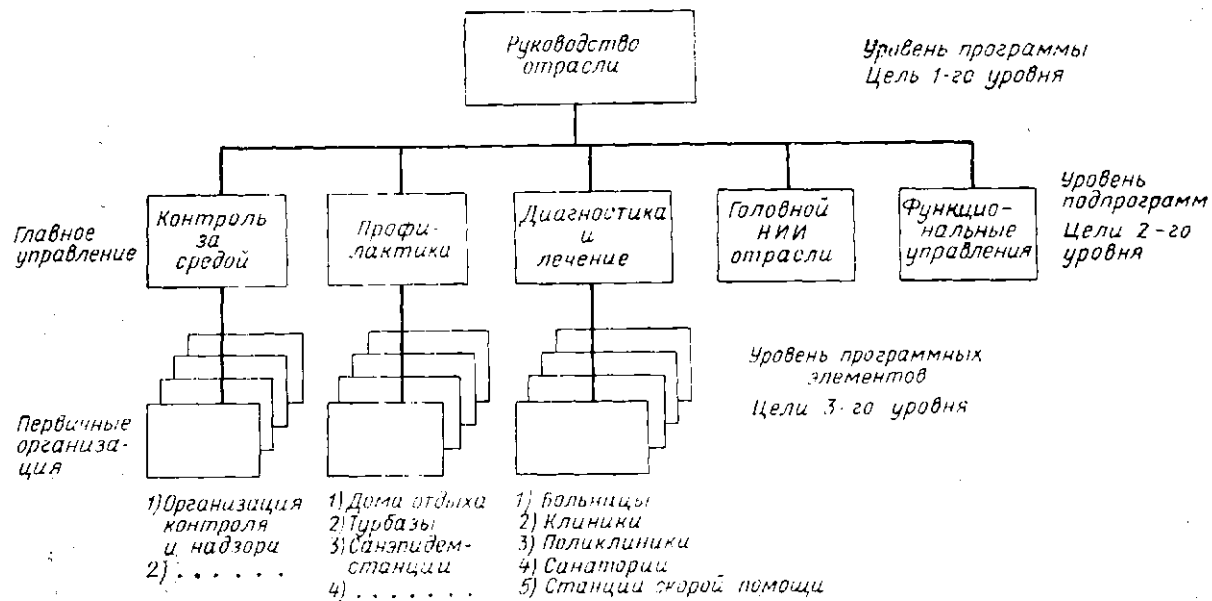 Руководство
отрасли
Уровень программы
Цель 1-го уровня
Главное
управление
Контроль
за
средой
Профи-
лактика
Диагностика
и
лечение
Головной
НИИ
отрасли
Функцио-
нальные
управления
Уровень
подпрограмм
Цели 2-го
уровня
Уровень программных
элементов
Цели 3-го уровня
Первичные
организа-
ция
1) Организация
контроля
и надзори
2) . . . . . .
1) Дома отдыха
2) Турбазы
3) Санэпидем-
станции
4) . . . . . . .
1) Больницы
2) Клиники
3) Поликлиники
4) Санатории
5) Станции скорой помощи